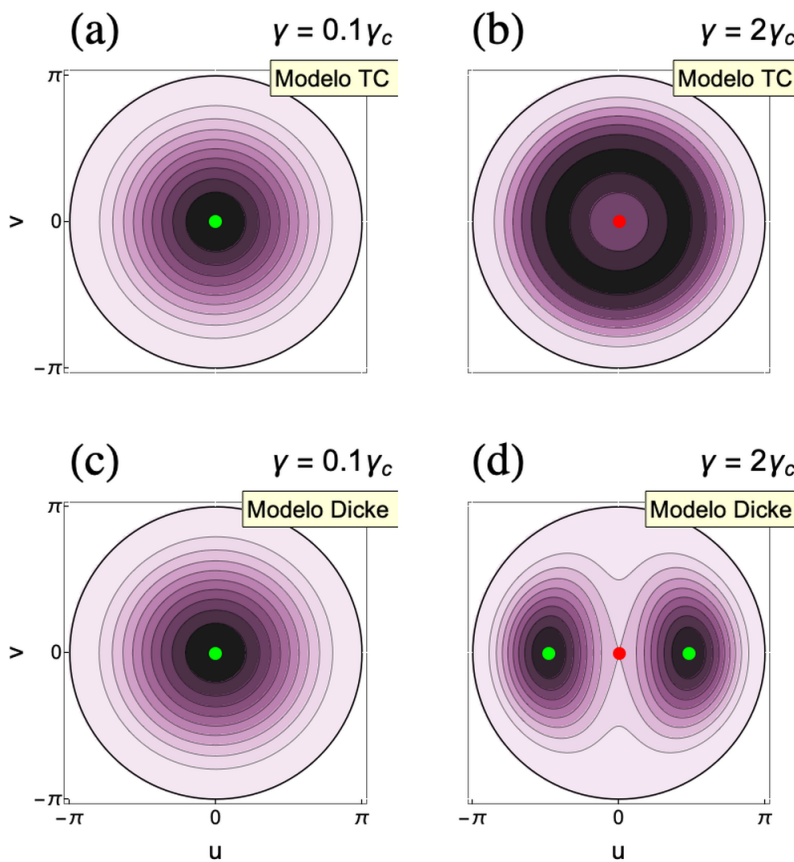 (a) γ = 0.1γc (b) γ = 2γc
π Modelo TC Modelo TC
v 0
−π
(c) γ = 0.1γc (d) γ = 2γc
π Modelo Dicke Modelo Dicke
v 0
−π
−π 0 π −π 0 π
u u